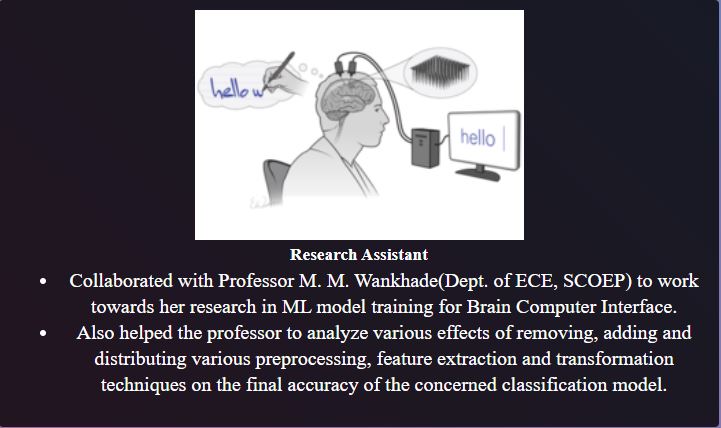 hello w
hello
Research Assistant
• Collaborated with Professor M. M. Wankhade(Dept. of ECE, SCOEP) to work
towards her research in ML model training for Brain Computer Interface.
• Also helped the professor to analyze various effects of removing, adding and
distributing various preprocessing, feature extraction and transformation
techniques on the final accuracy of the concerned classification model.